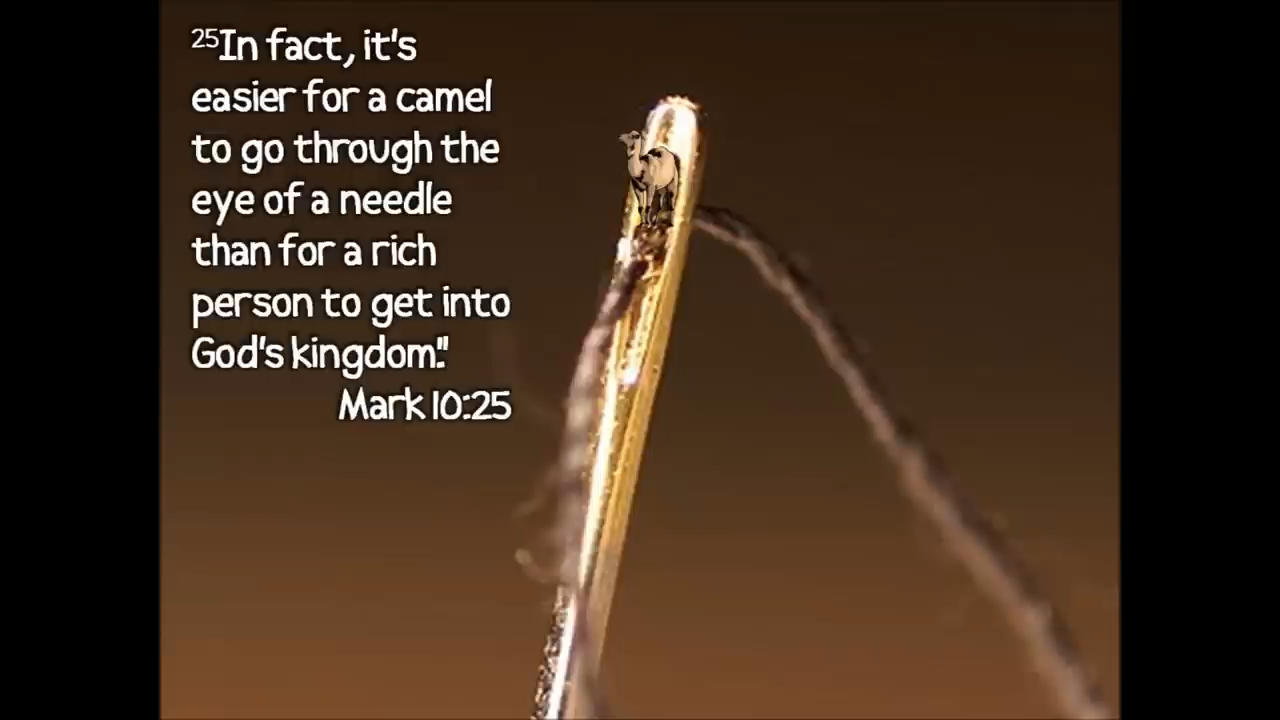 25In fact, it's
easier for a camel
to go through the
eye of a needle
than for a rich
person to get into
God's kingdom."
Mark 10:25